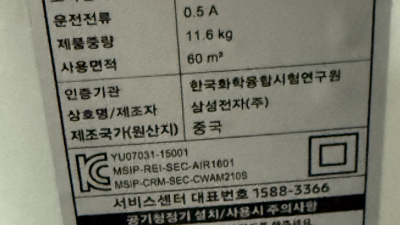 운전전류 0.5 A
제품중량 11.6 kg
사용면적 60 m²
인증기관 한국화학융합시험연구원
상호명/제조자 삼성전자(주)
제조국가(원산지) 중국
YU07031-15001
MSIP-REI-SEC-AIR1601
MSIP-CRM-SEC-CWAM210S
서비스센터 대표번호 1588-3366
공기청정기 설치/사용시 주의사항